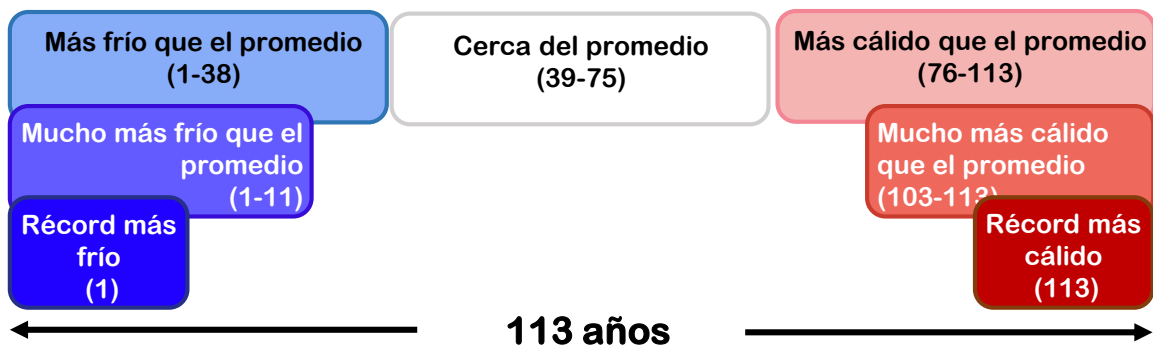 Más frío que el promedio
(1-38)
Cerca del promedio
(39-75)
Más cálido que el promedio
(76-113)
Mucho más frío que el
promedio
(1-11)
Mucho más cálido
que el promedio
(103-113)
Récord más
frío
(1)
Récord más
cálido
(113)
113 años